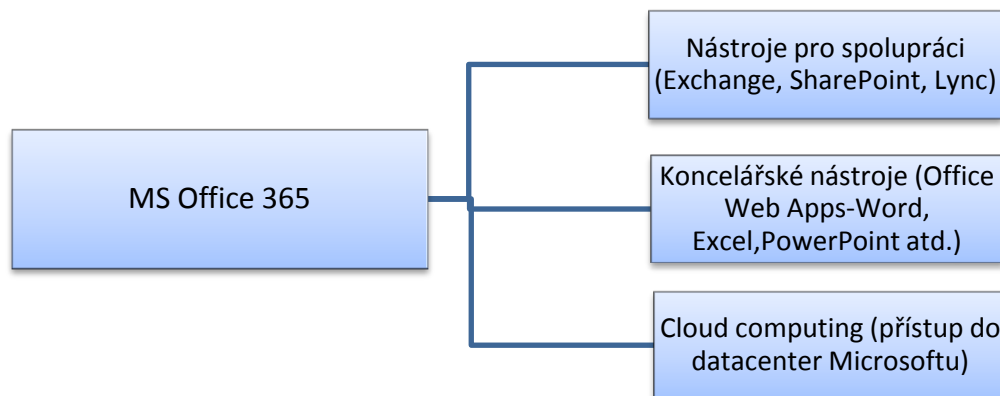 MS Office 365
Nástroje pro spolupráci
(Exchange, SharePoint, Lync)
Koncelářské nástroje (Office
Web Apps-Word,
Excel,PowerPoint atd.)
Cloud computing (přístup do
datacenter Microsoftu)